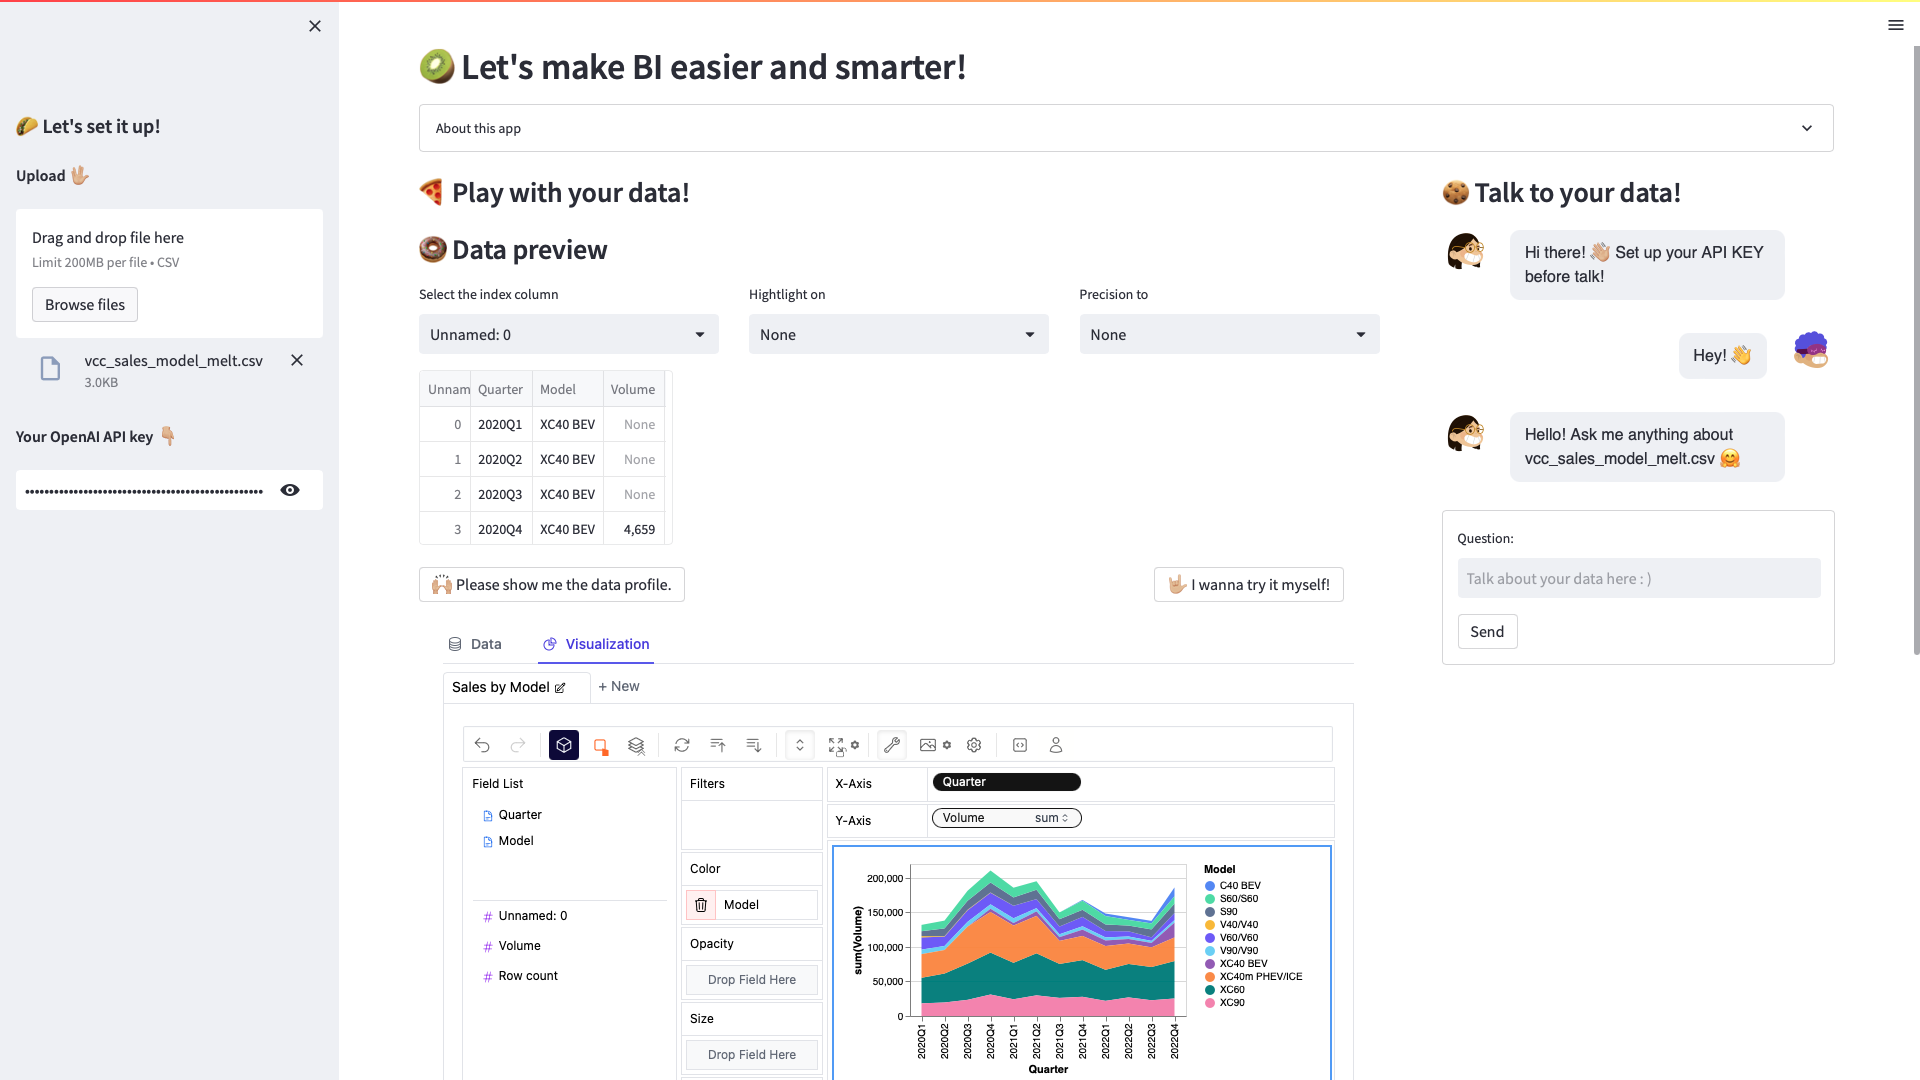 Let's make BI easier and smarter!
Let's set it up!
Upload
Drag and drop file here
Limit 200MB per file • CSV
Browse files
vcc_sales_model_melt.csv
3.0KB
Your OpenAI API key
About this app
Play with your data!
Data preview
Select the index column
Hightlight on
Precision to
Unnamed: 0
None
None
Unnam Quarter Model Volume
0 2020Q1 XC40 BEV None
1 2020Q2 XC40 BEV None
2 2020Q3 XC40 BEV None
3 2020Q4 XC40 BEV 4,659
Please show me the data profile.
I wanna try it myself!
Data
Visualization
Sales by Model
+ New
Field List
Quarter
Model
# Unnamed: 0
# Volume
# Row count
Filters
Color
Model
Opacity
Drop Field Here
Size
Drop Field Here
X-Axis
Quarter
Y-Axis
Volume sum
sum(Volume)
200,000
150,000
100,000
50,000
0
2020Q1
2020Q2
2020Q3
2020Q4
2021Q1
2021Q2
2021Q3
2021Q4
2022Q1
2022Q2
2022Q3
2022Q4
Quarter
Model
C40 BEV
S60/S60
S90
V40/V40
V60/V60
V90/V90
XC40 BEV
XC40m PHEV/ICE
XC60
XC90
Talk to your data!
Hi there! Set up your API KEY
before talk!
Hey!
Hello! Ask me anything about
vcc_sales_model_melt.csv
Question:
Talk about your data here : )
Send